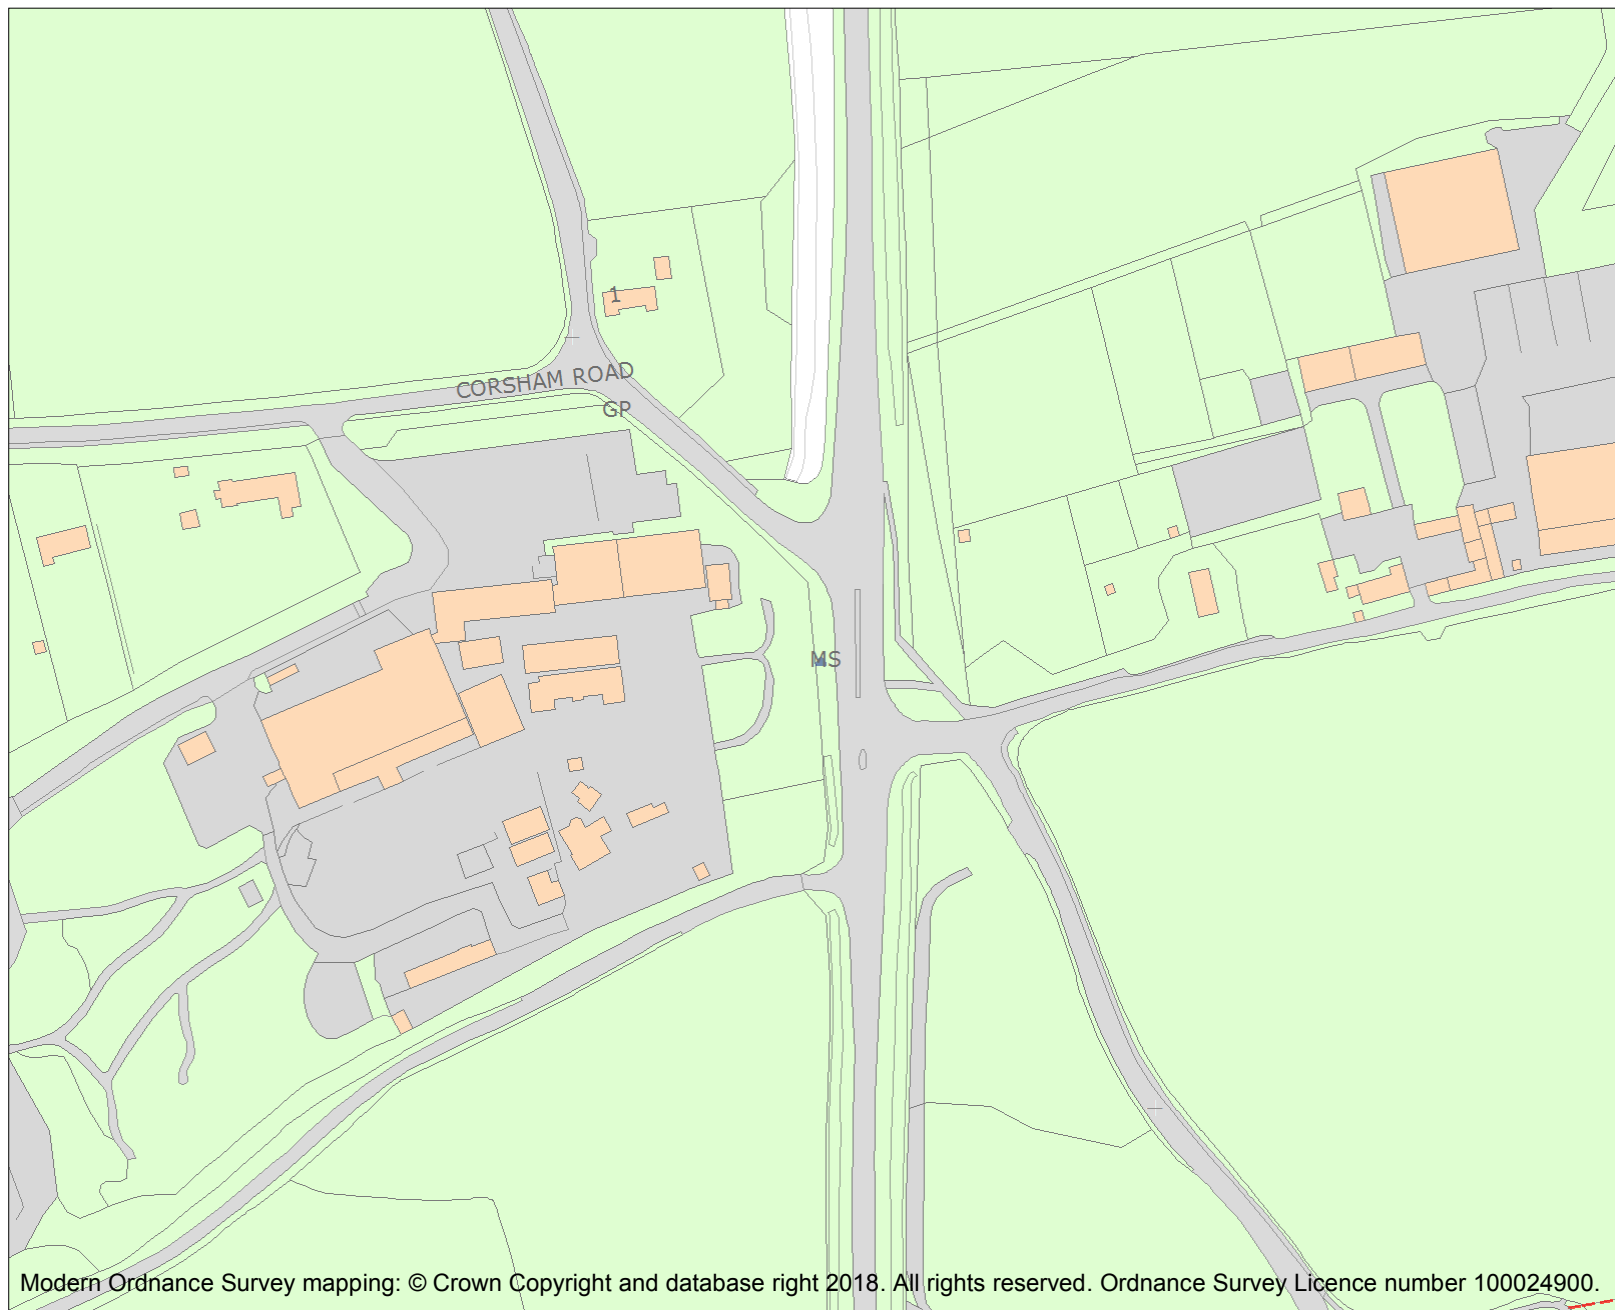 1
CORSHAM ROAD
GP
MS
Modern Ordnance Survey mapping: © Crown Copyright and database right 2018. All rights reserved. Ordnance Survey Licence number 100024900.